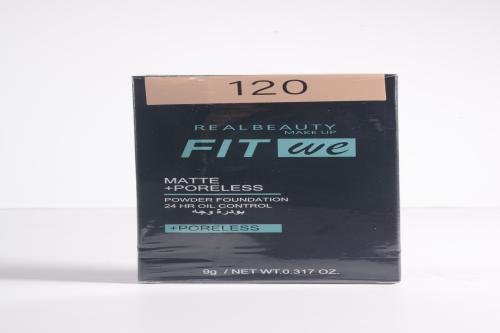 120
REALBEAUTY
MAKE UP
FIT we
MATTE
+PORELESS
POWDER FOUNDATION
24 HR OIL CONTROL
بودرة وجه
+PORELESS
9g / NET WT.0.317 OZ.